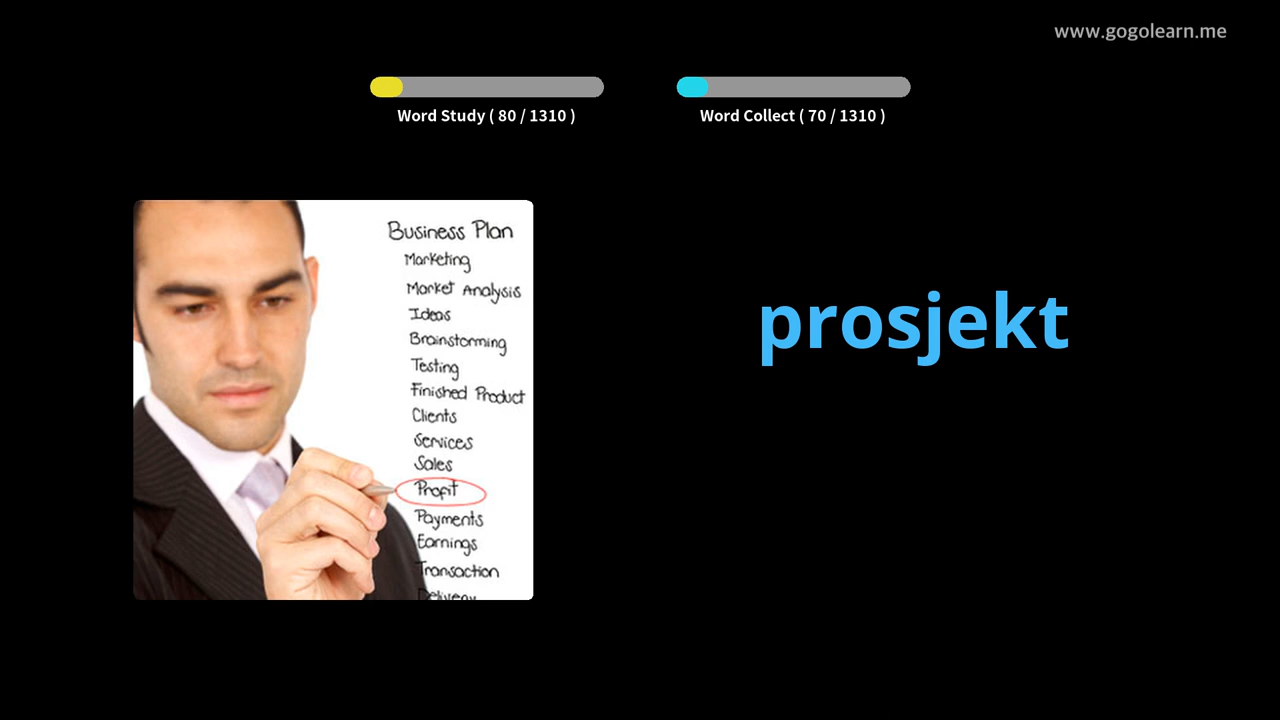 www.gogolearn.me
Word Study ( 80 / 1310 )
Word Collect ( 70 / 1310 )
Business Plan
Marketing
Market Analysis
Ideas
Brainstorming
Testing
Finished Product
Clients
Services
Sales
Profit
Payments
Earnings
Transaction
Delivery
prosjekt